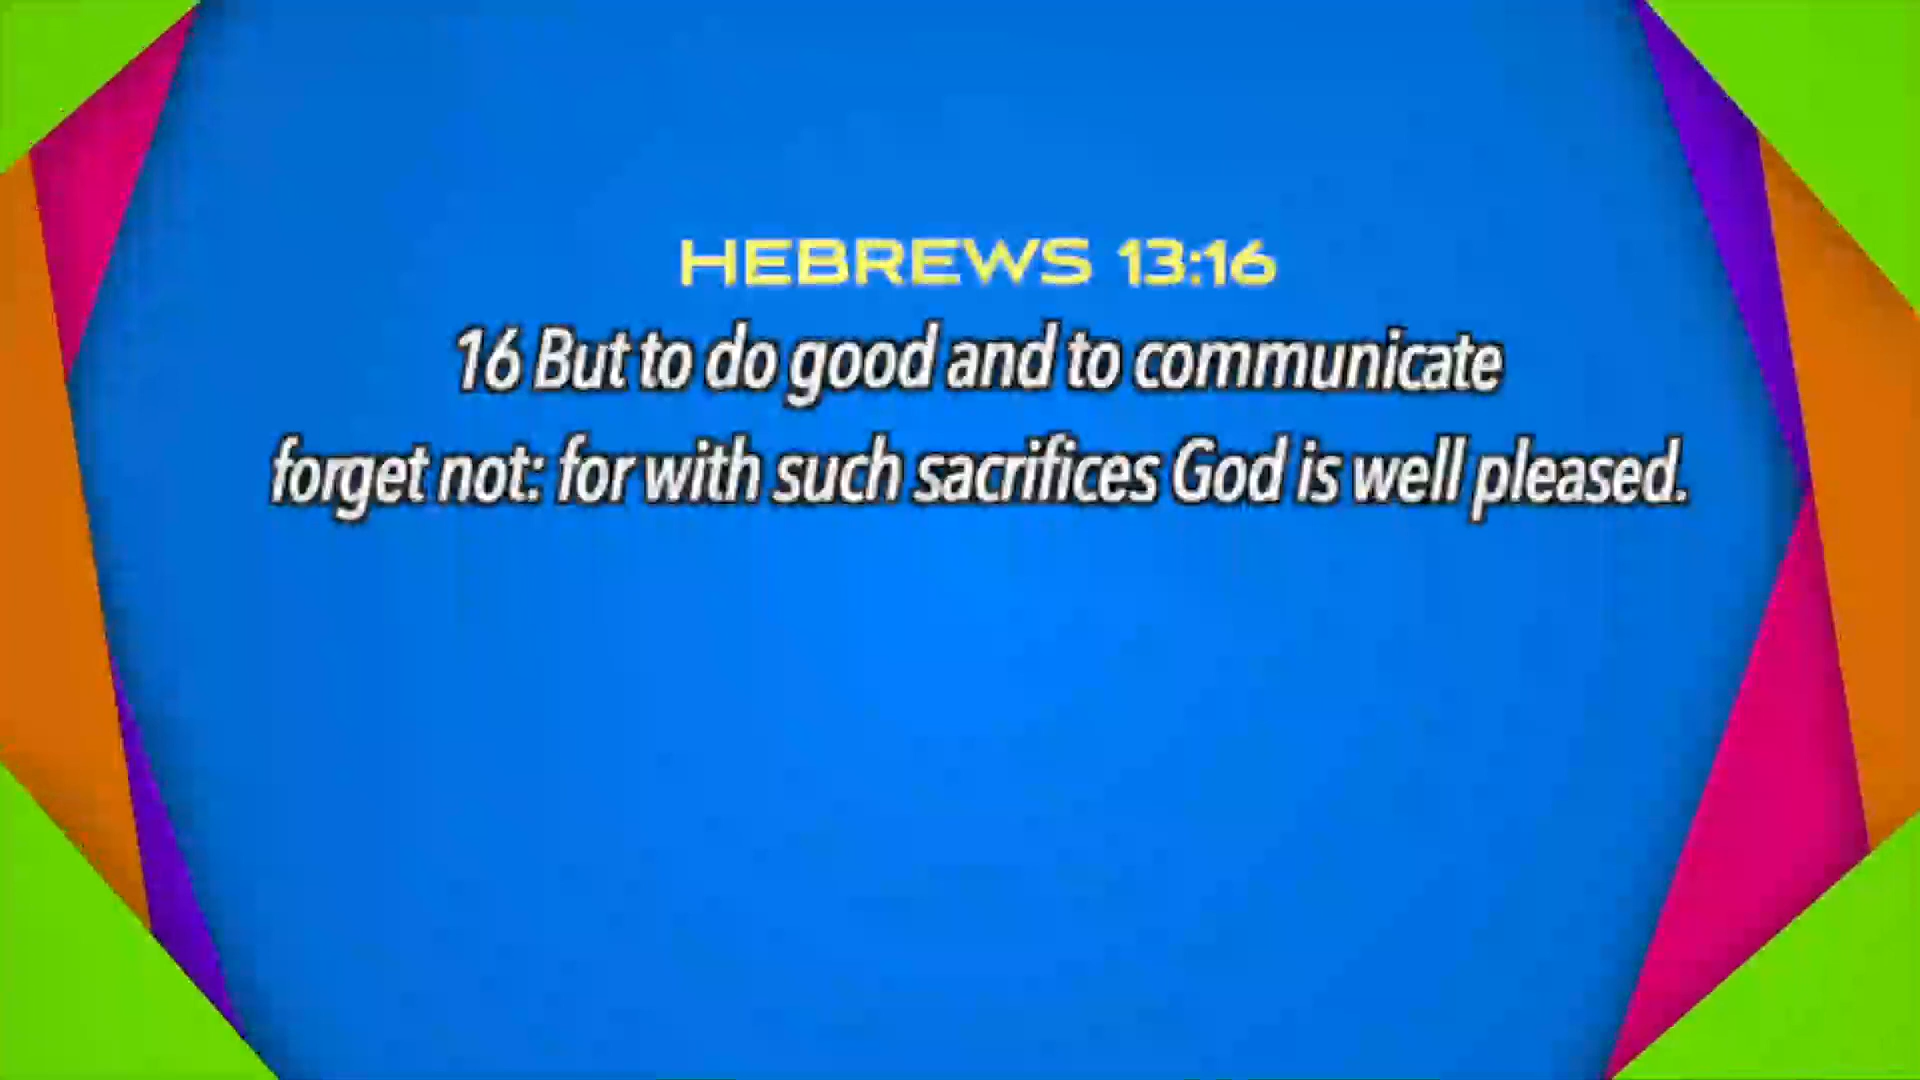 HEBREWS 13:16
16 But to do good and to communicate
forget not: for with such sacrifices God is well pleased.